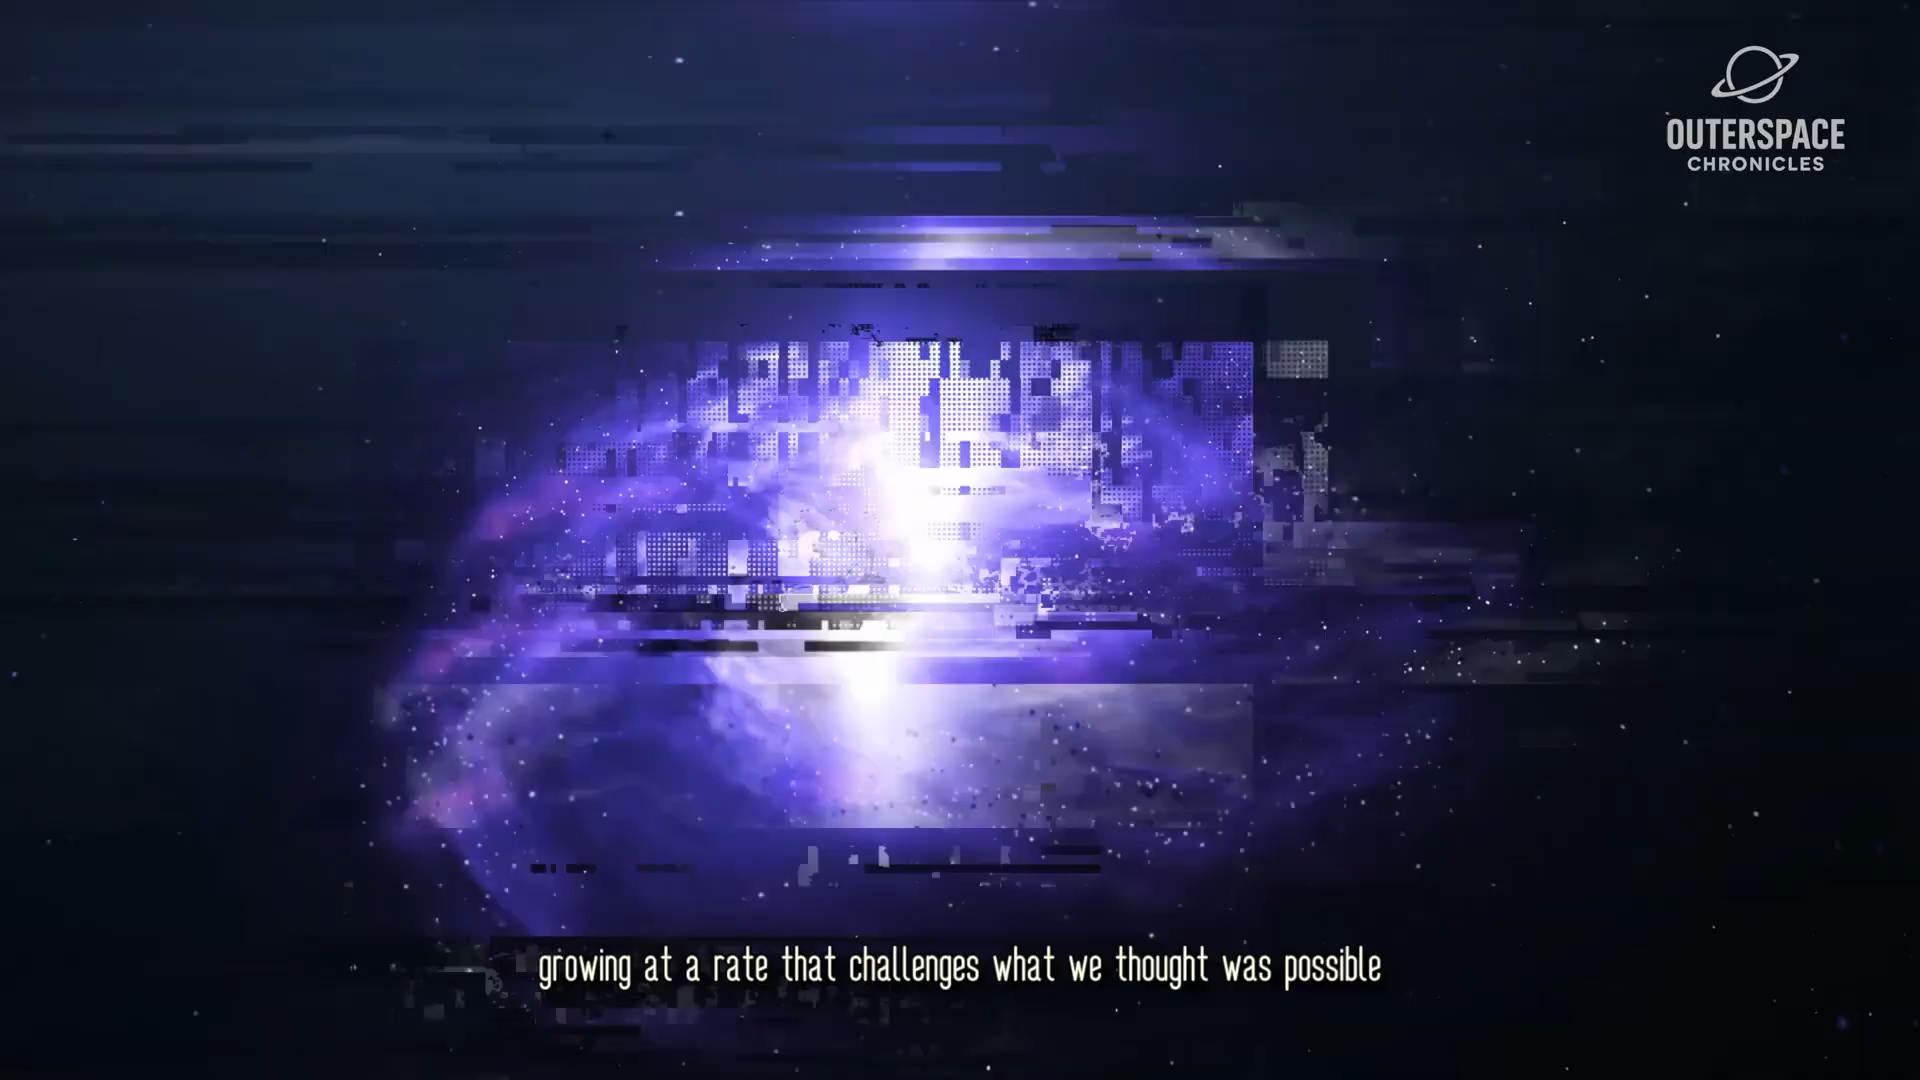 OUTERSPACE
CHRONICLES
growing at a rate that challenges what we thought was possible